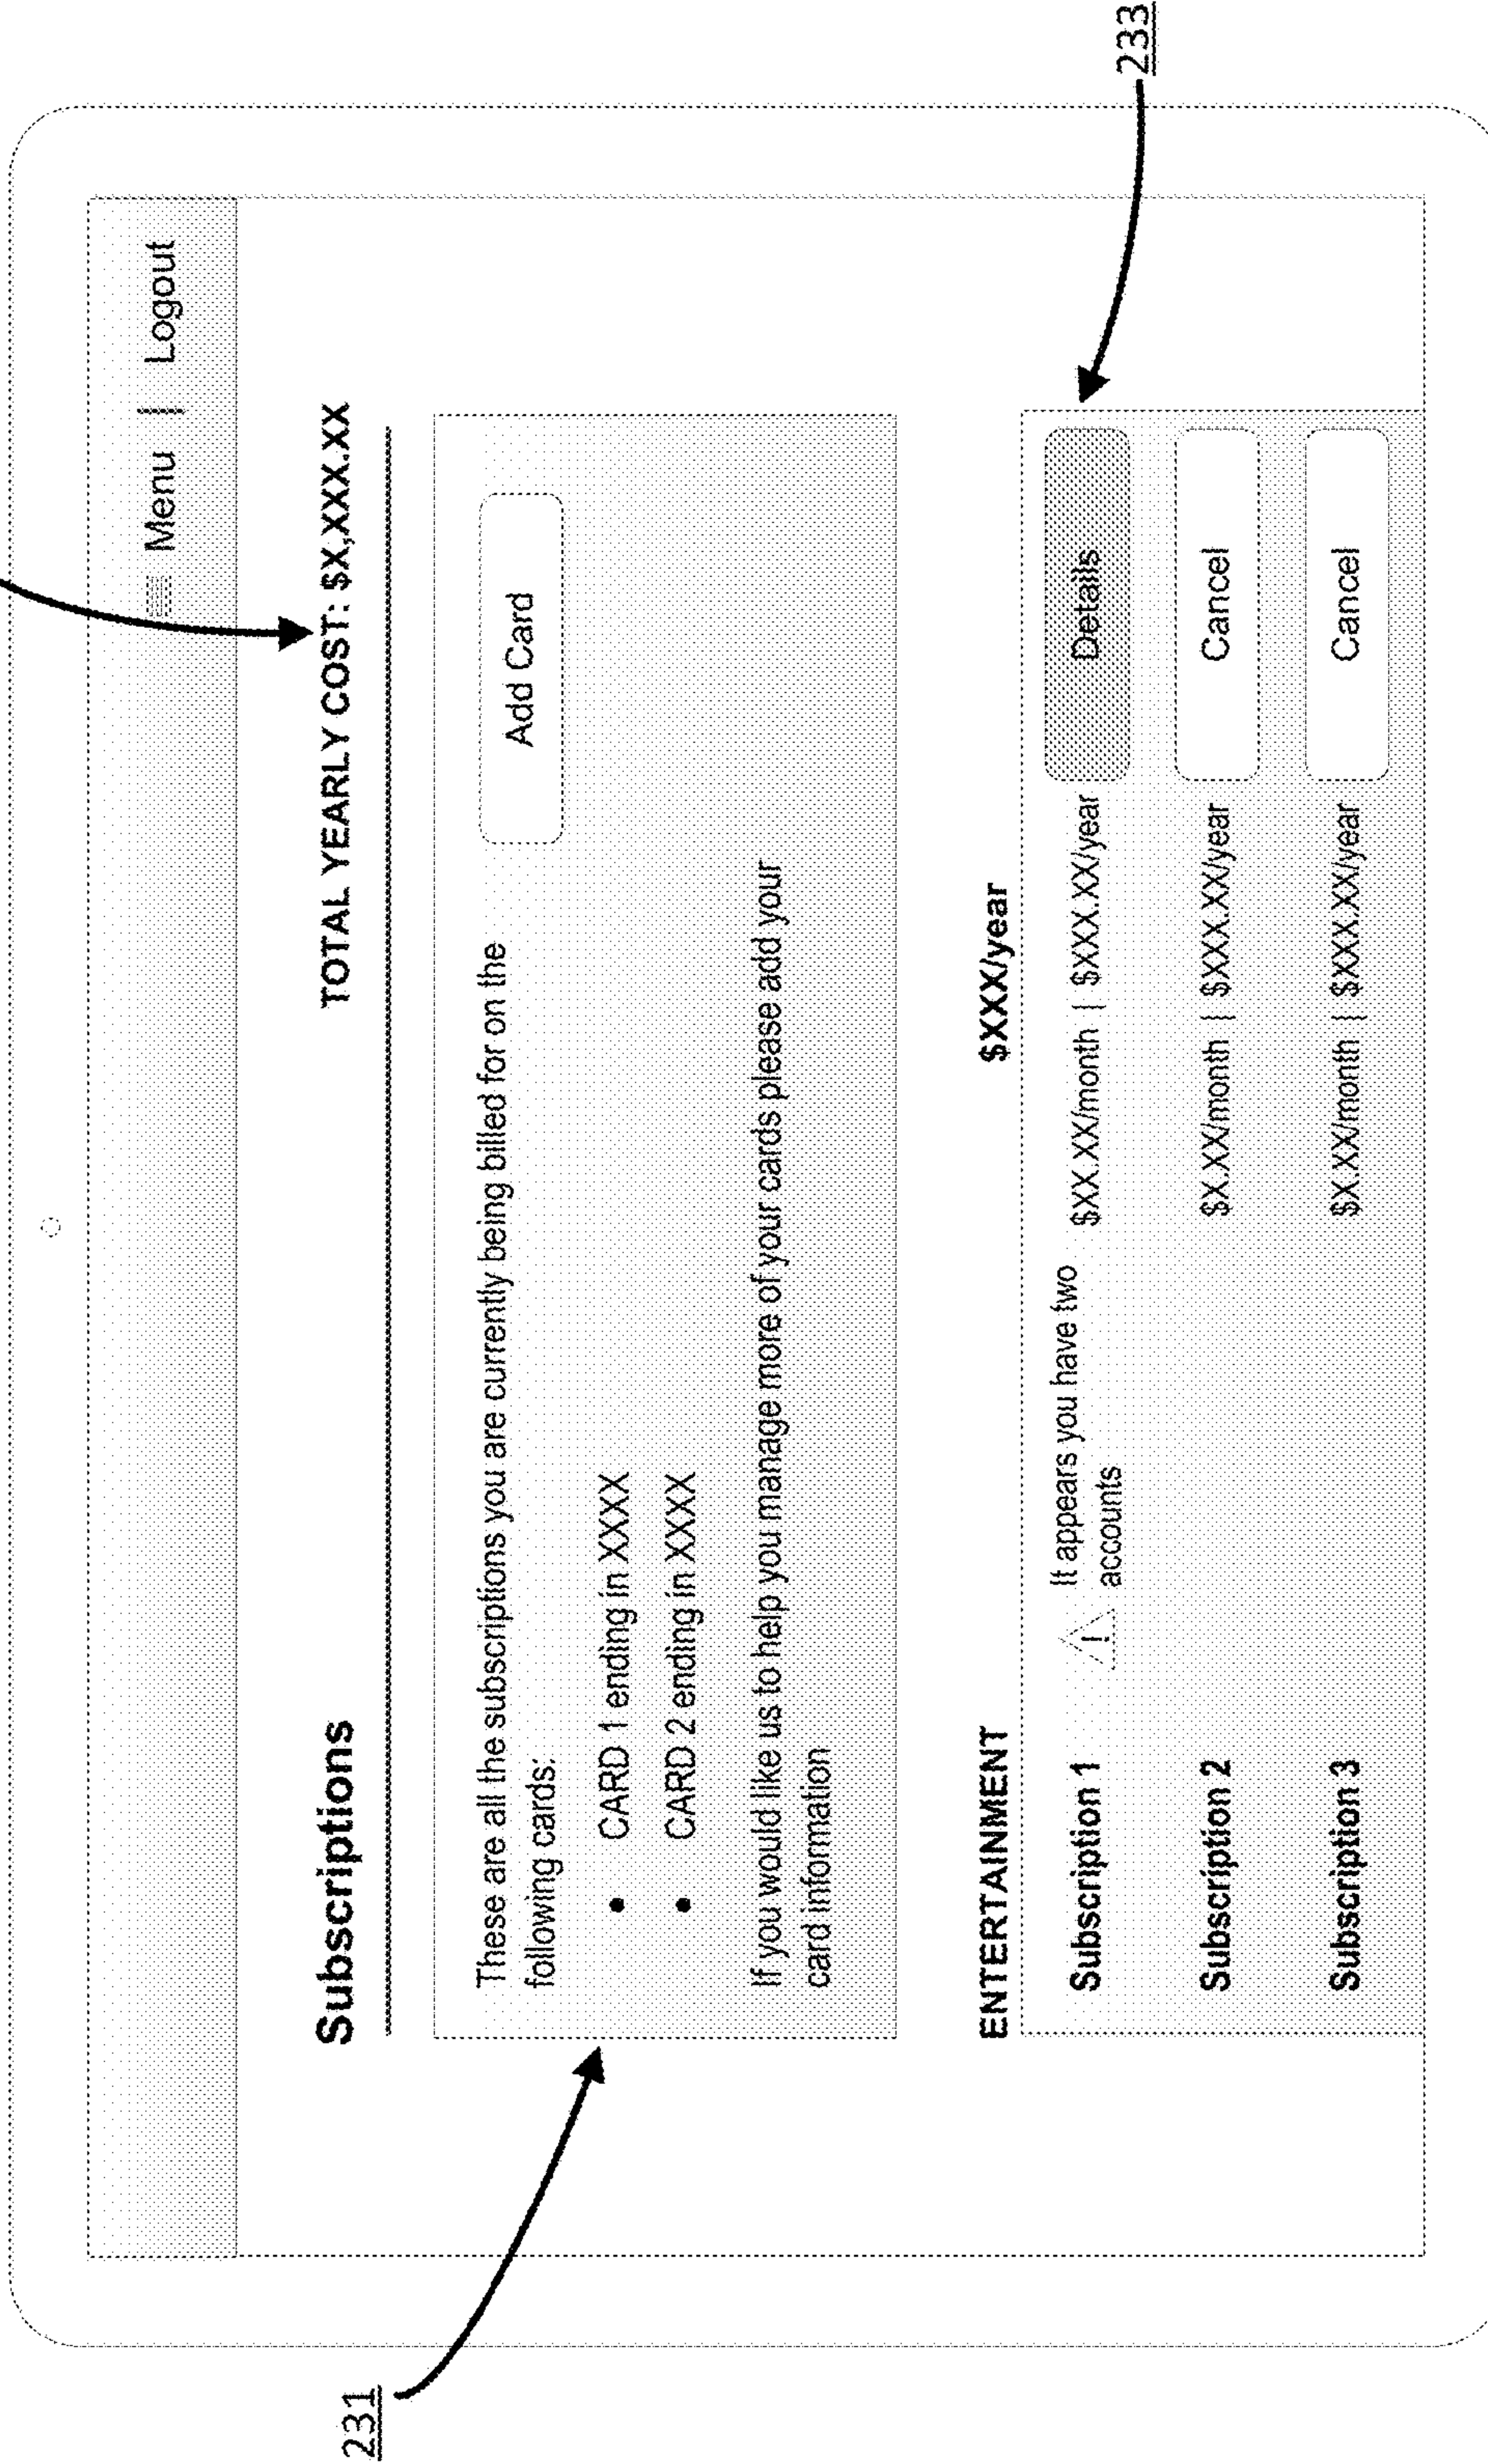 Menu | Logout
Subscriptions TOTAL YEARLY COST: $X,XXX.XX
231
These are all the subscriptions you are currently being billed for on the
following cards:
Add Card
• CARD 1 ending in XXXX
• CARD 2 ending in XXXX
If you would like us to help you manage more of your cards please add your
card information
ENTERTAINMENT $XXX/year
233
Subscription 1 ! It appears you have two
accounts
$XX.XX/month | $XXX.XX/year Details
Subscription 2 $X.XX/month | $XXX.XX/year Cancel
Subscription 3 $X.XX/month | $XXX.XX/year Cancel